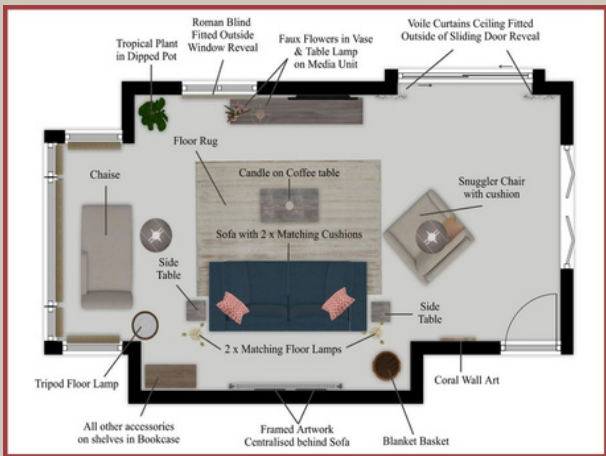 Tropical Plant
in Dipped Pot
Roman Blind
Fitted Outside
Window Reveal
Faux Flowers in Vase
& Table Lamp
on Media Unit
Voile Curtains Ceiling Fitted
Outside of Sliding Door Reveal
Floor Rug
Chaise
Candle on Coffee table
Snuggler Chair
with cushion
Sofa with 2 x Matching Cushions
Side
Table
Side
Table
2 x Matching Floor Lamps
Tripod Floor Lamp
Coral Wall Art
All other accessories
on shelves in Bookcase
Framed Artwork
Centralised behind Sofa
Blanket Basket